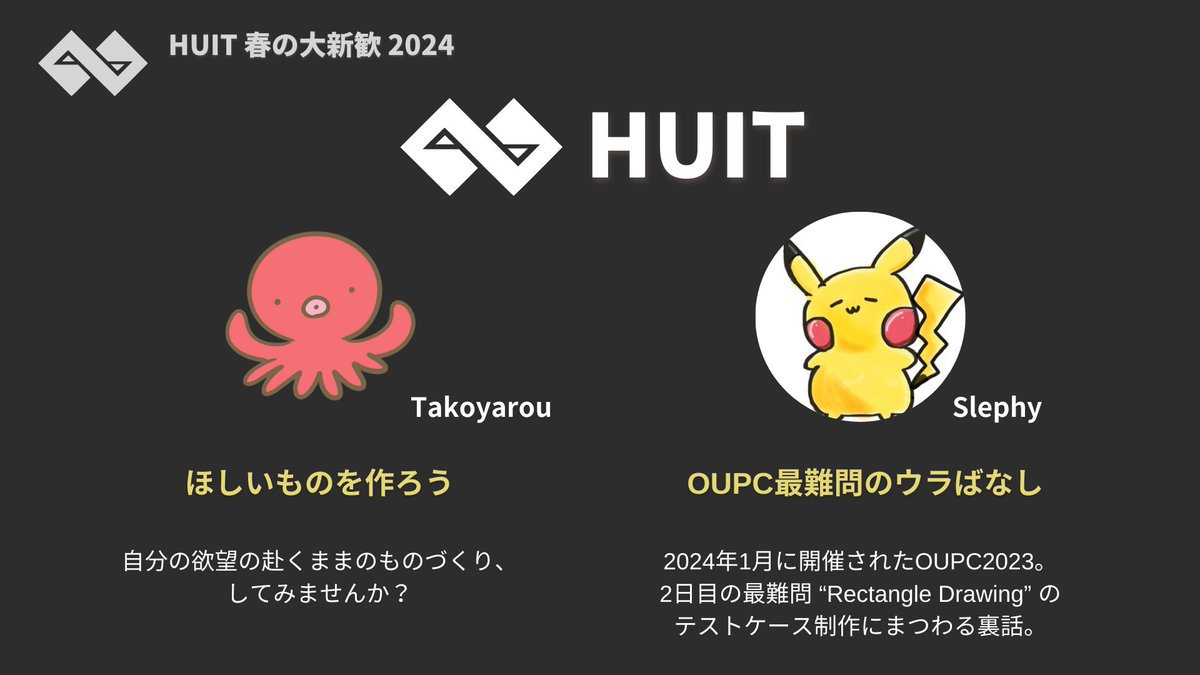 HUIT 春の大新歓 2024
HUIT
Takoyarou
Slephy
ほしいものを作ろう
OUPC最難問のウラばなし
自分の欲望の赴くままのものづくり、
してみませんか？
2024年1月に開催されたOUPC2023。
2日目の最難問 “Rectangle Drawing” の
テストケース制作にまつわる裏話。